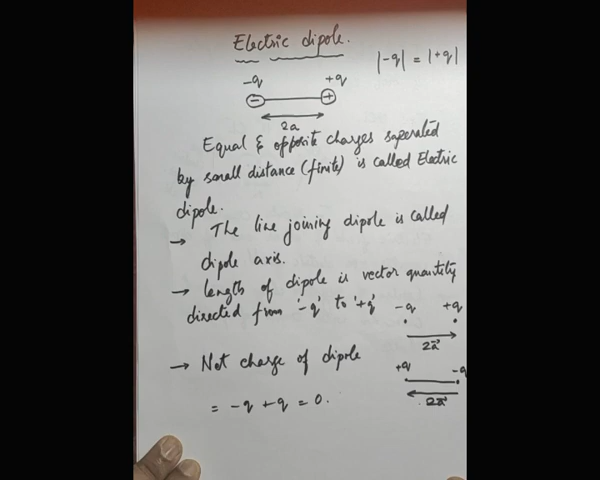 Electric dipole.
|-q| = |+q|
-q +q
- +
2a
Equal & opposite charges seperated
by small distance (finite) is called Electric
dipole.
→ The line joining dipole is called
dipole axis.
→ length of dipole is vector quantity
directed from '-q' to '+q'
-q +q
2a⃗
→ Net charge of dipole
+q -q
2a⃗
= -q + q = 0.